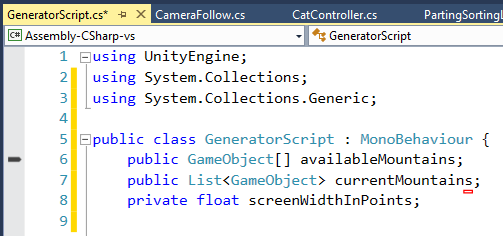 GeneratorScript.cs* CameraFollow.cs CatController.cs
Assembly-CSharp-vs GeneratorScript
1 using UnityEngine;
2 using System.Collections;
3 using System.Collections.Generic;
4
5 public class GeneratorScript : MonoBehaviour {
6 public GameObject[] availableMountains;
7 public List<GameObject> currentMountains;
8 private float screenWidthInPoints;
9